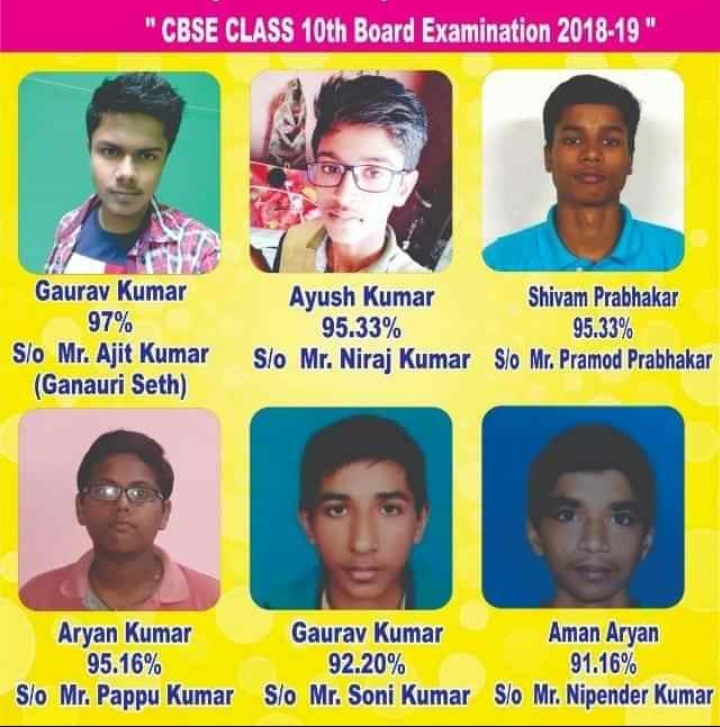 " CBSE CLASS 10th Board Examination 2018-19 "
Gaurav Kumar
97%
S/o Mr. Ajit Kumar
(Ganauri Seth)
Ayush Kumar
95.33%
S/o Mr. Niraj Kumar
Shivam Prabhakar
95.33%
S/o Mr. Pramod Prabhakar
Aryan Kumar
95.16%
S/o Mr. Pappu Kumar
Gaurav Kumar
92.20%
S/o Mr. Soni Kumar
Aman Aryan
91.16%
S/o Mr. Nipender Kumar